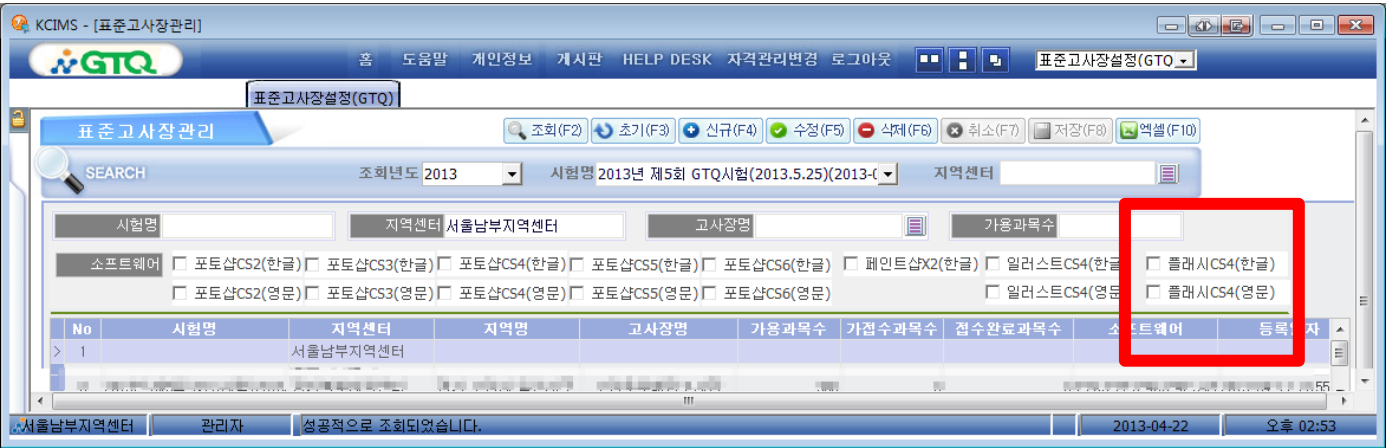 KCIMS - [표준고사장관리]
GTQ 홈 도움말 개인정보 게시판 HELP DESK 자격관리변경 로그아웃 표준고사장설정(GTQ
표준고사장설정(GTQ)
표준고사장관리 조회(F2) 초기(F3) 신규(F4) 수정(F5) 삭제(F6) 취소(F7) 저장(F8) 엑셀(F10)
SEARCH 조회년도 2013 시험명 2013년 제5회 GTQ시험(2013.5.25)(2013-( 지역센터
시험명 지역센터 서울남부지역센터 고사장명 가용과목수
소프트웨어 포토샵CS2(한글) 포토샵CS3(한글) 포토샵CS4(한글) 포토샵CS5(한글) 포토샵CS6(한글) 페인트샵X2(한글) 일러스트CS4(한글 플래시CS4(한글)
포토샵CS2(영문) 포토샵CS3(영문) 포토샵CS4(영문) 포토샵CS5(영문) 포토샵CS6(영문) 일러스트CS4(영문 플래시CS4(영문)
No 시험명 지역센터 지역명 고사장명 가용과목수 가접수과목수 접수완료과목수 소프트웨어 등록일자
> 1 서울남부지역센터
55
서울남부지역센터 관리자 성공적으로 조회되었습니다. 2013-04-22 오후 02:53